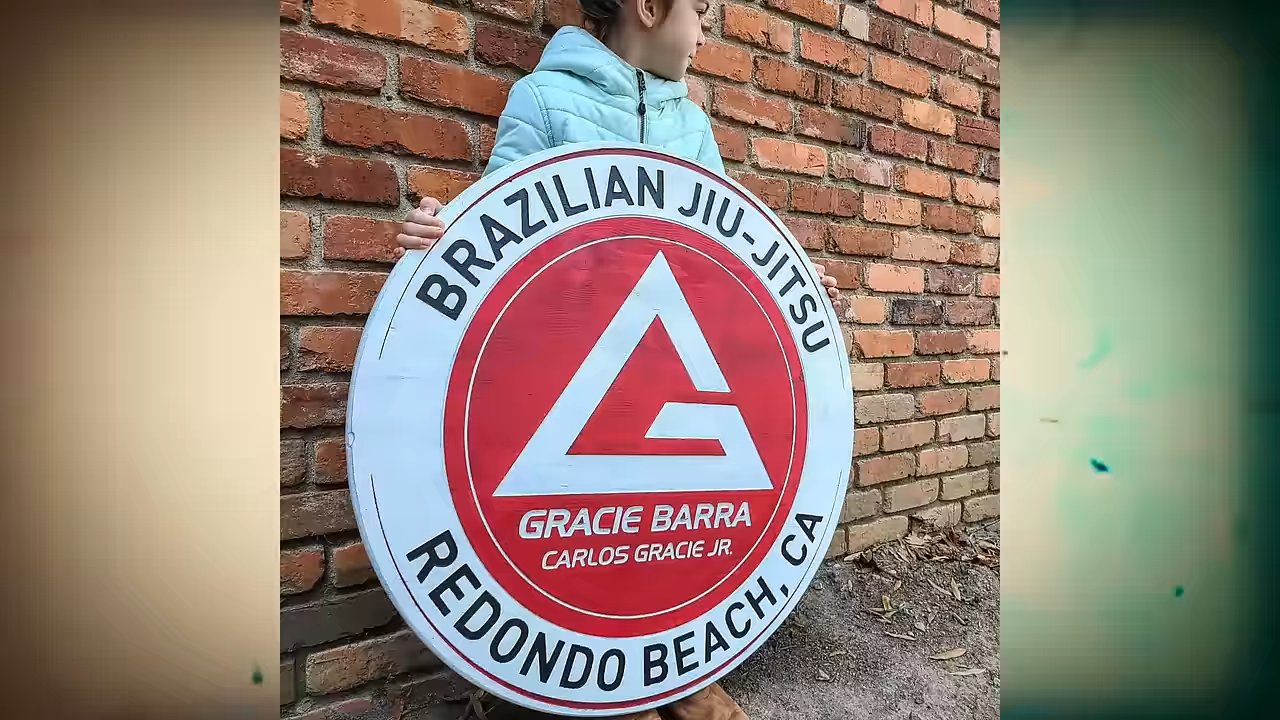 BRAZILIAN JIU-JITSU
GRACIE BARRA
CARLOS GRACIE JR.
REDONDO BEACH, CA